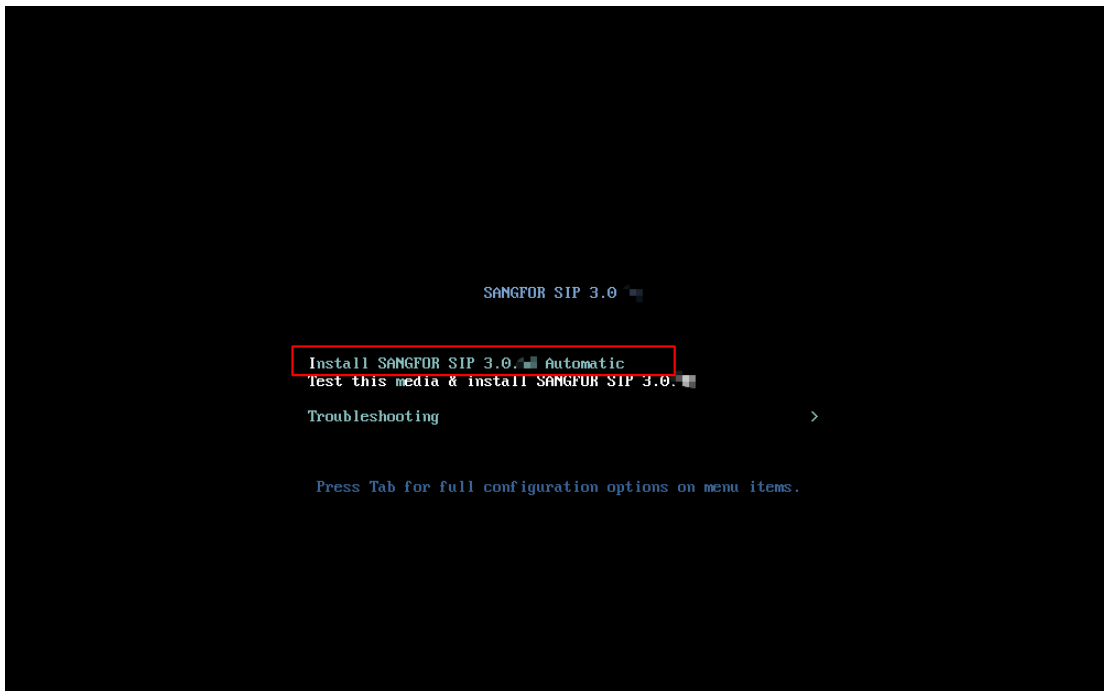 SANGFOR SIP 3.0
Install SANGFOR SIP 3.0. Automatic
Test this media & install SANGFOR SIP 3.0.
Troubleshooting >
Press Tab for full configuration options on menu items.